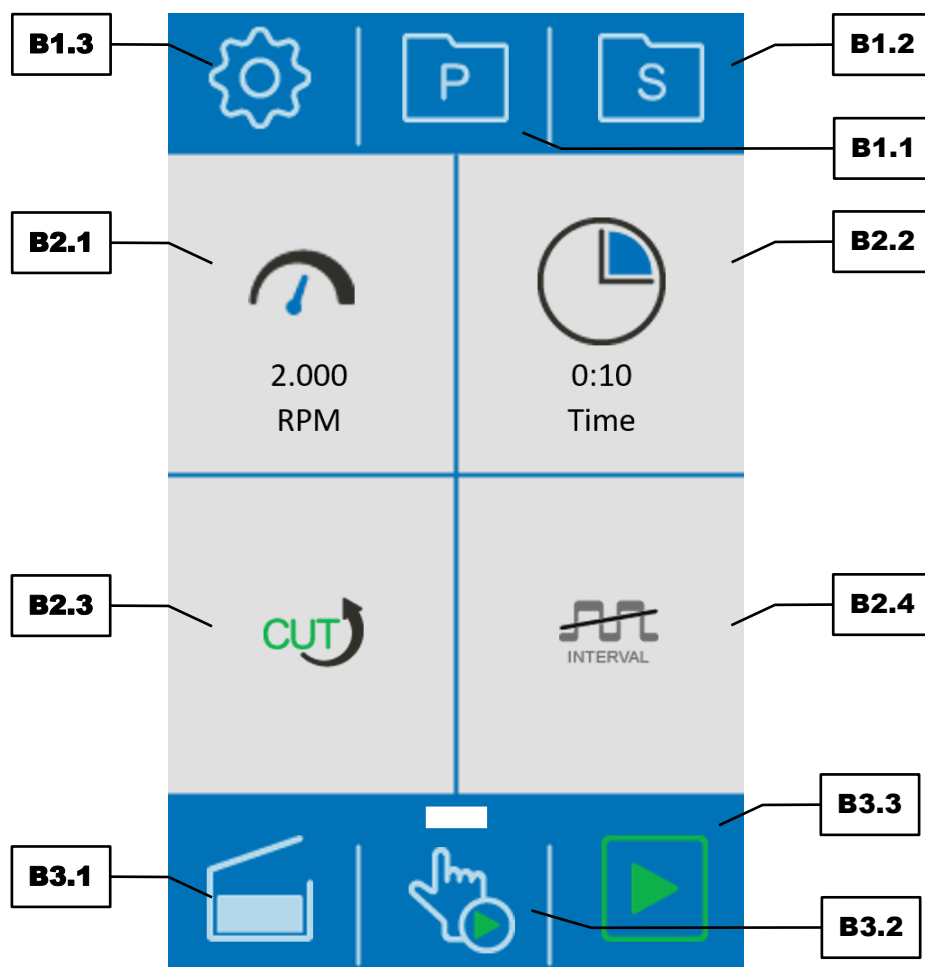 B1.3
P
S
B1.2
B1.1
B2.1
B2.2
2.000
RPM
0:10
Time
B2.3
CUT
INTERVAL
B2.4
B3.3
B3.1
B3.2